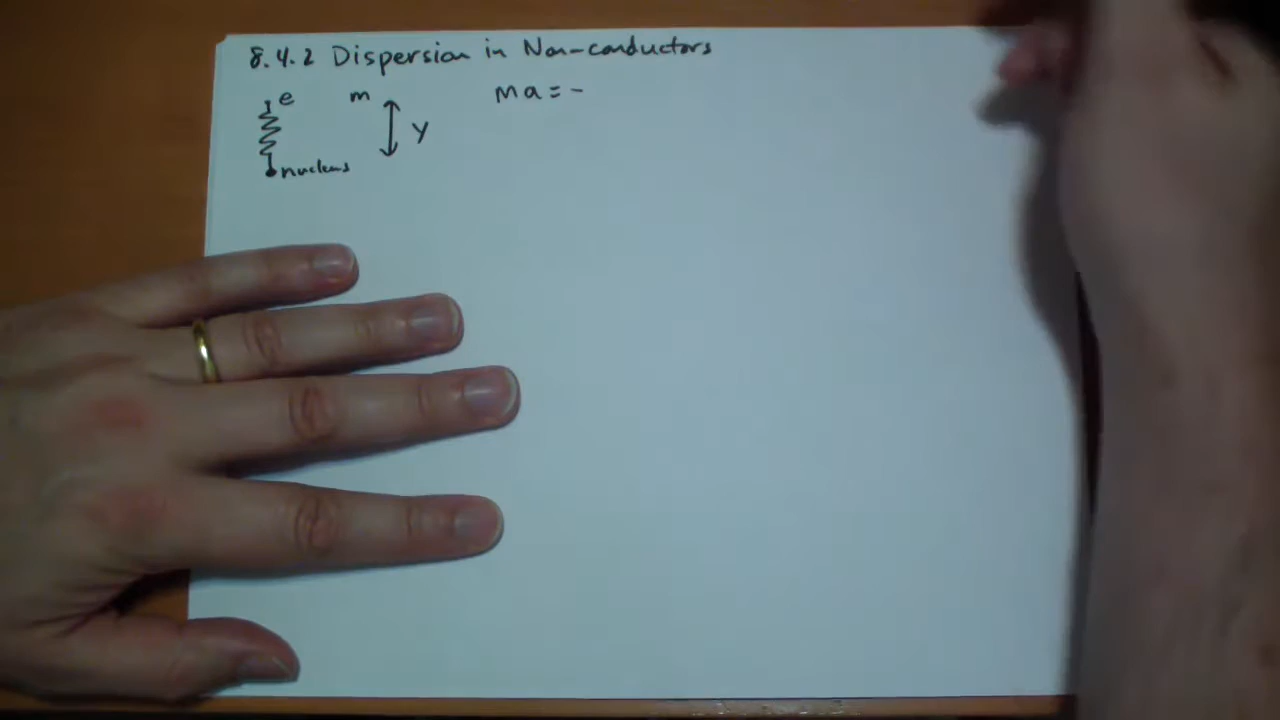 8.4.2 Dispersion in Non-conductors
e m ma = -
y
nucleus